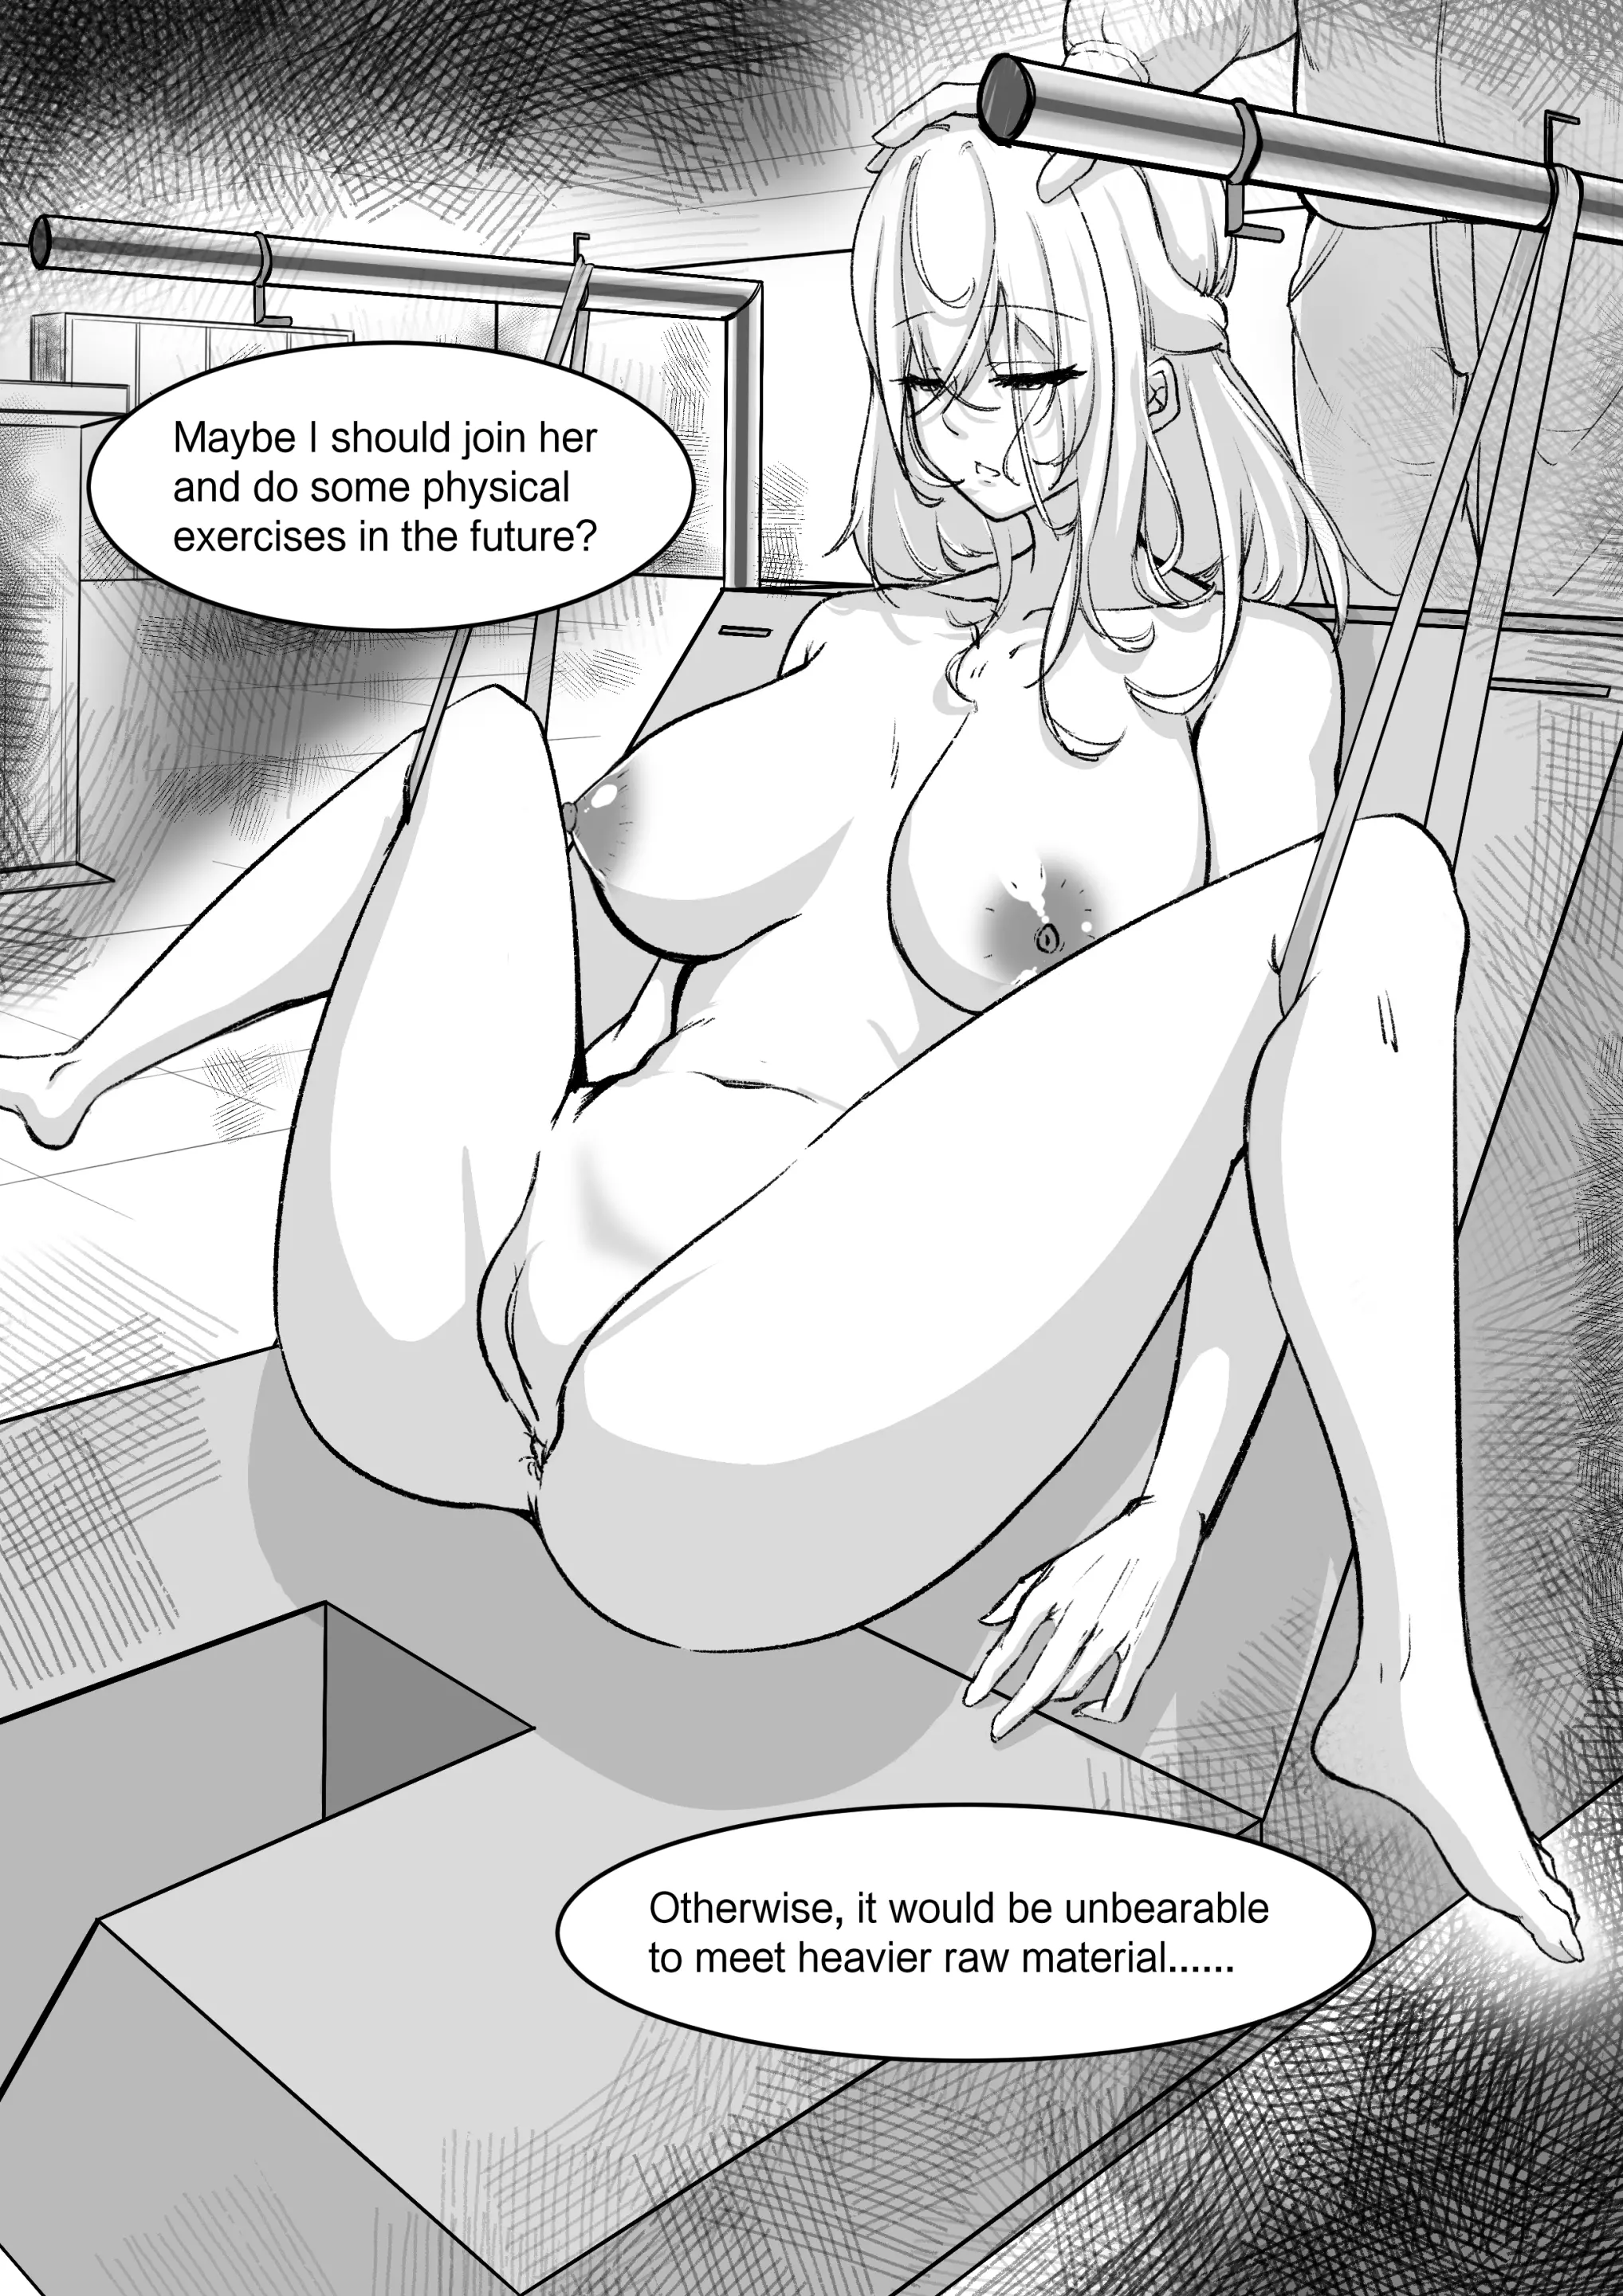 Maybe I should join her
and do some physical
exercises in the future?
Otherwise, it would be unbearable
to meet heavier raw material......